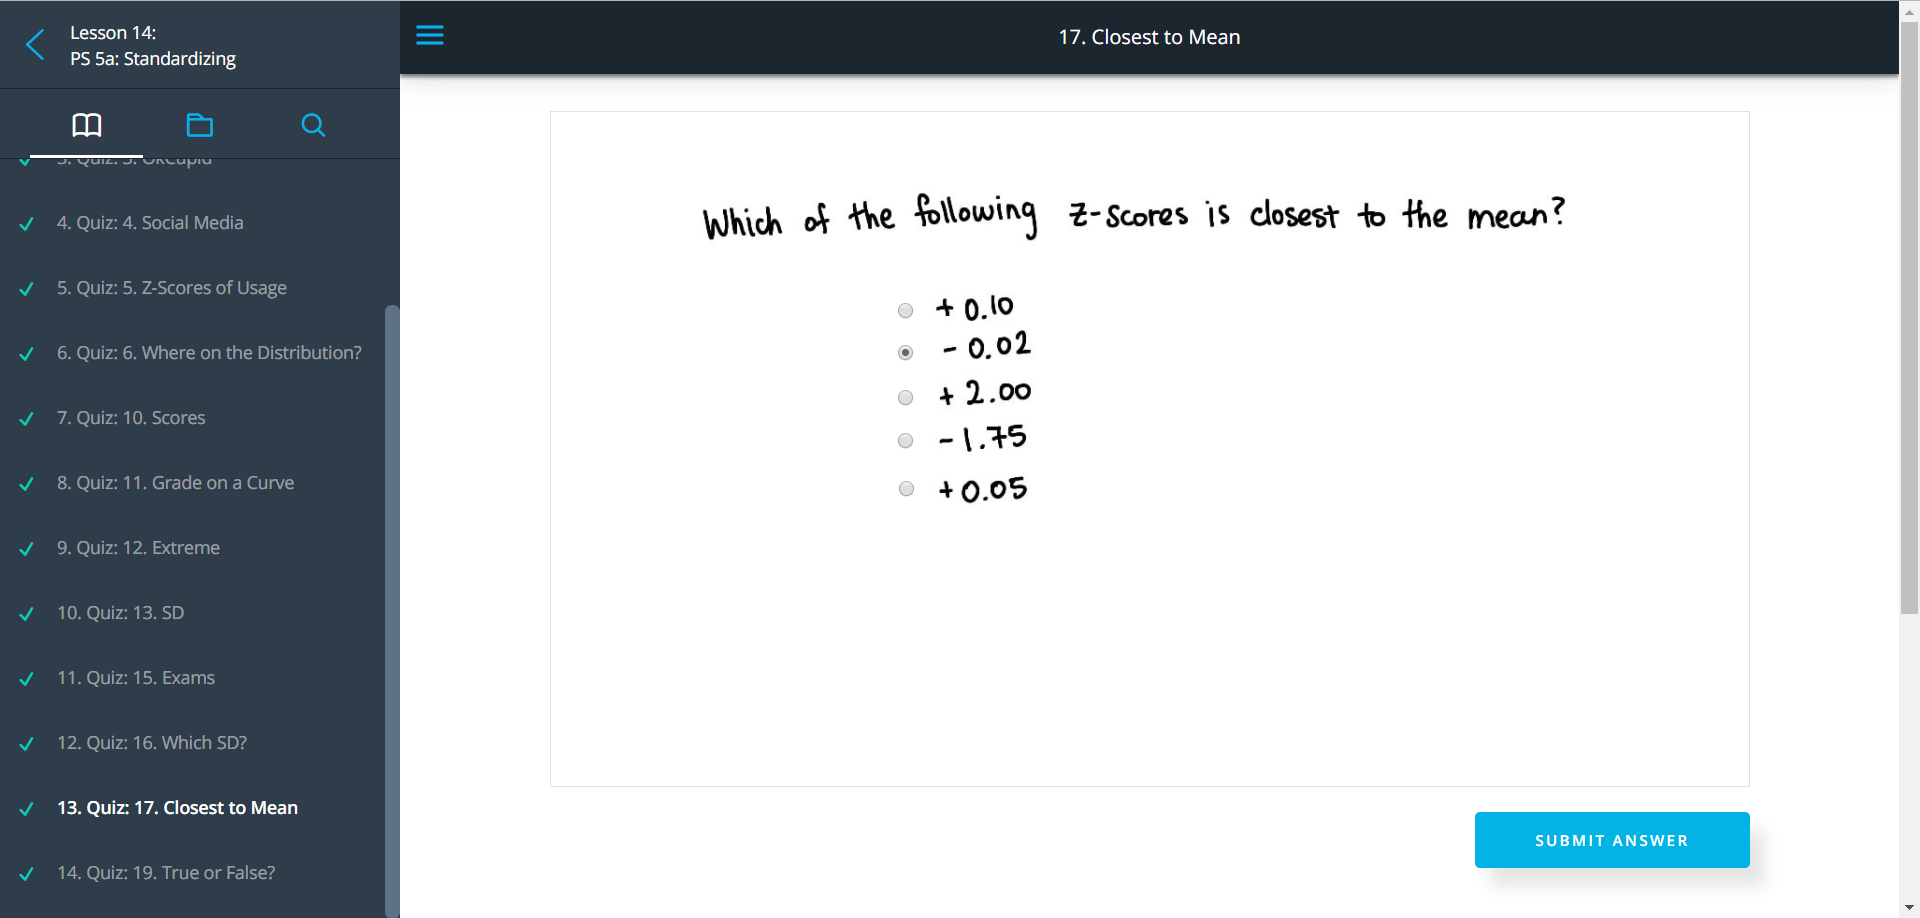 Lesson 14:
PS 5a: Standardizing
17. Closest to Mean
3. Quiz: 3. OkCupid
4. Quiz: 4. Social Media
5. Quiz: 5. Z-Scores of Usage
6. Quiz: 6. Where on the Distribution?
7. Quiz: 10. Scores
8. Quiz: 11. Grade on a Curve
9. Quiz: 12. Extreme
10. Quiz: 13. SD
11. Quiz: 15. Exams
12. Quiz: 16. Which SD?
13. Quiz: 17. Closest to Mean
14. Quiz: 19. True or False?
Which of the following Z-Scores is closest to the mean?
+ 0.10
- 0.02
+ 2.00
- 1.75
+ 0.05
SUBMIT ANSWER